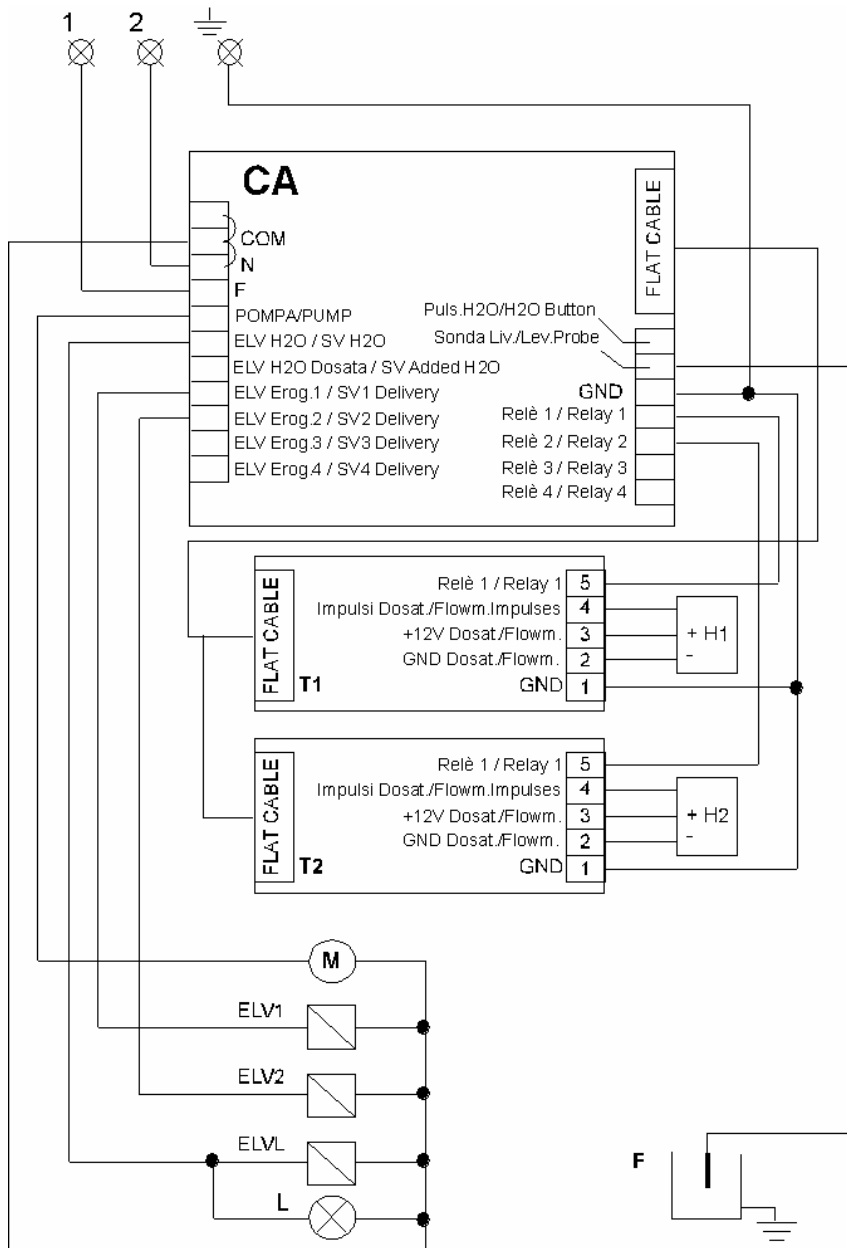 1
2
CA
FLAT CABLE
COM
N
F
POMPA/PUMP
ELV H2O / SV H2O
ELV H2O Dosata / SV Added H2O
ELV Erog.1 / SV1 Delivery
ELV Erog.2 / SV2 Delivery
ELV Erog.3 / SV3 Delivery
ELV Erog.4 / SV4 Delivery
Puls.H2O/H2O Button
Sonda Liv./Lev.Probe
GND
Relè 1 / Relay 1
Relè 2 / Relay 2
Relè 3 / Relay 3
Relè 4 / Relay 4
FLAT CABLE
T1
Relè 1 / Relay 1 5
Impulsi Dosat./Flowm.Impulses 4
+12V Dosat./Flowm. 3
GND Dosat./Flowm. 2
GND 1
+ H1
-
FLAT CABLE
T2
Relè 1 / Relay 1 5
Impulsi Dosat./Flowm.Impulses 4
+12V Dosat./Flowm. 3
GND Dosat./Flowm. 2
GND 1
+ H2
-
M
ELV1
ELV2
ELVL
L
F